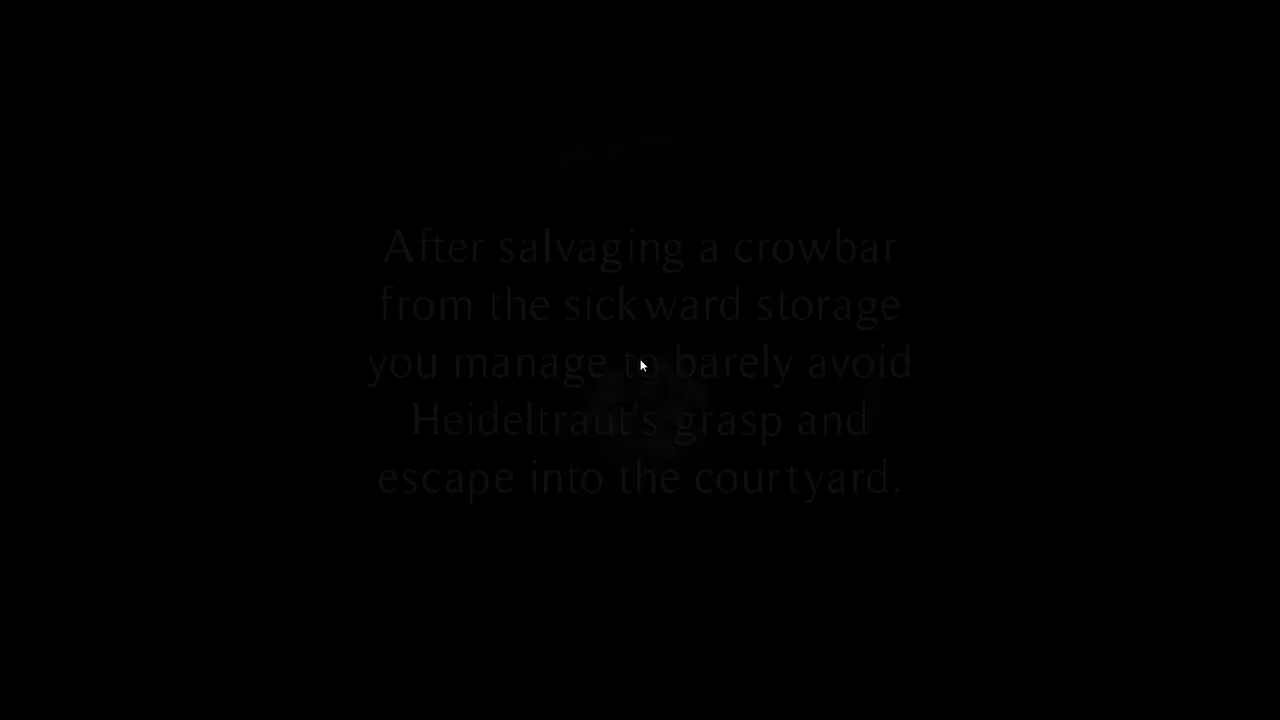 After salvaging a crowbar
from the sickward storage
you manage to barely avoid
Heideltraut's grasp and
escape into the courtyard.